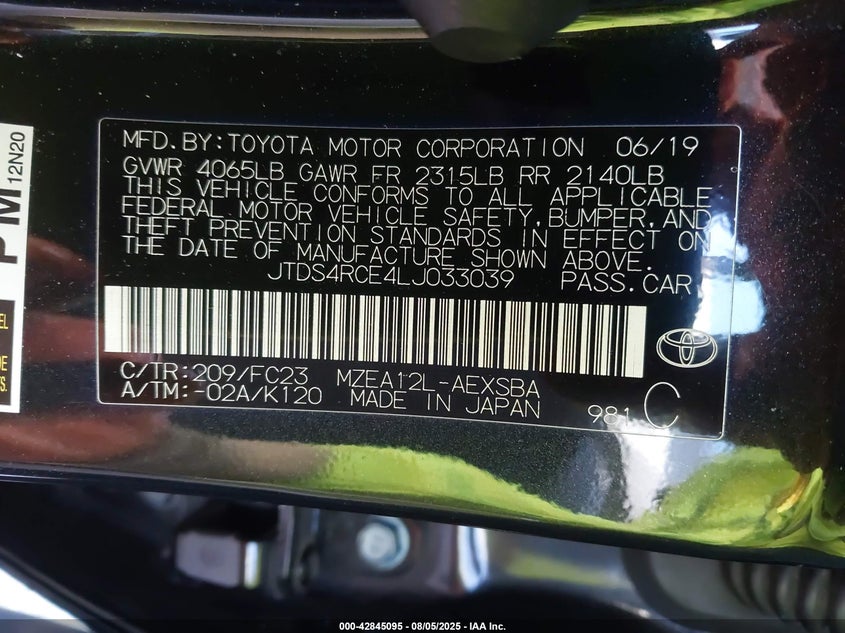 MFD.BY:TOYOTA MOTOR CORPORATION 06/19
GVWR 4065LB GAWR FR 2315LB RR 2140LB
THIS VEHICLE CONFORMS TO ALL APPLICABLE
FEDERAL MOTOR VEHICLE SAFETY,BUMPER,AND
THEFT PREVENTION STANDARDS IN EFFECT ON
THE DATE OF MANUFACTURE SHOWN ABOVE.
JTDS4RCE4LJ033039 PASS.CAR
C/TR:209/FC23 MZEA12L-AEXSBA
A/TM:-02A/K120 MADE IN JAPAN 981 C
PM 12N20
000-42845095 - 08/05/2025 - IAA Inc.